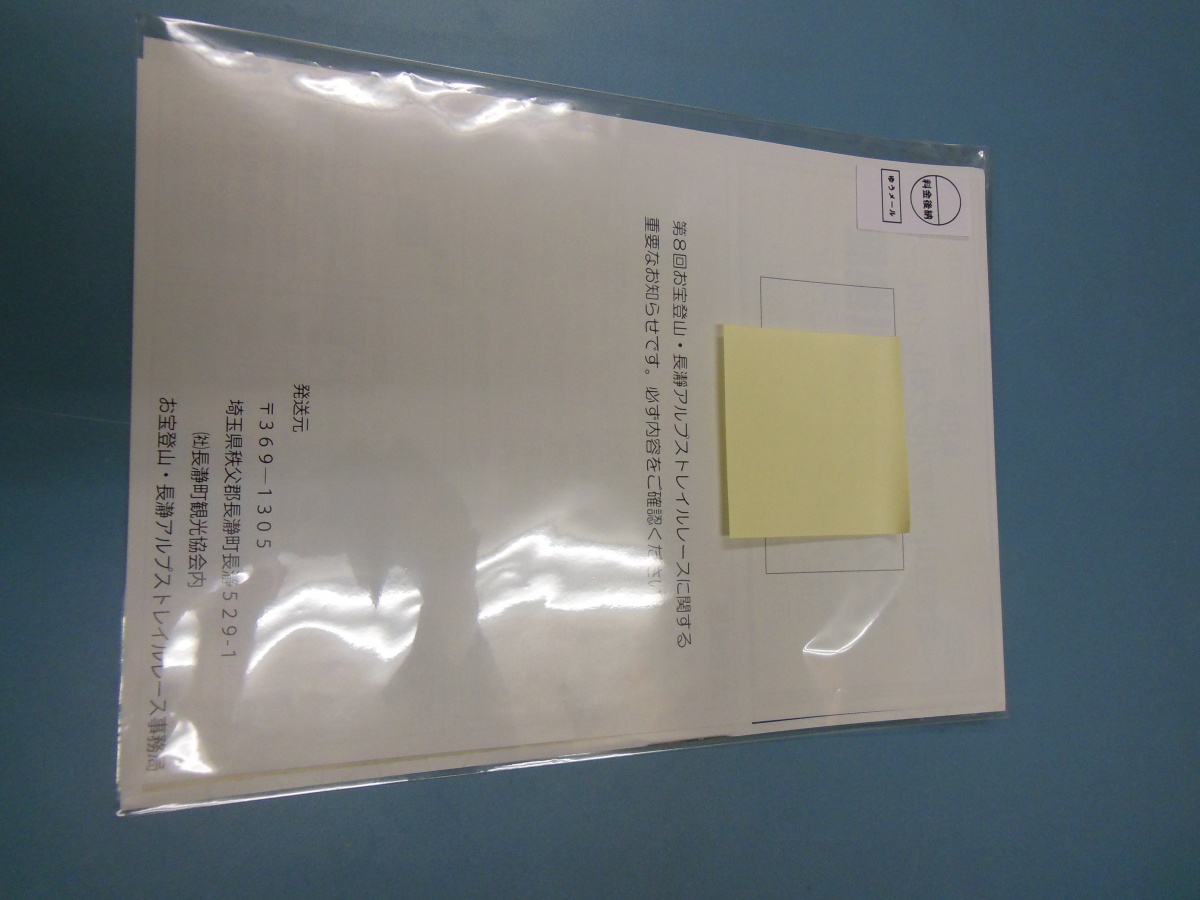 料金後納
ゆうメール
第8回お宝登山・長瀞アルプストレイルレースに関する
重要なお知らせです。必ず内容をご確認ください
発送元
〒369－1305
埼玉県秩父郡長瀞町長瀞529-1
㈳長瀞町観光協会内
お宝登山・長瀞アルプストレイルレース事務局